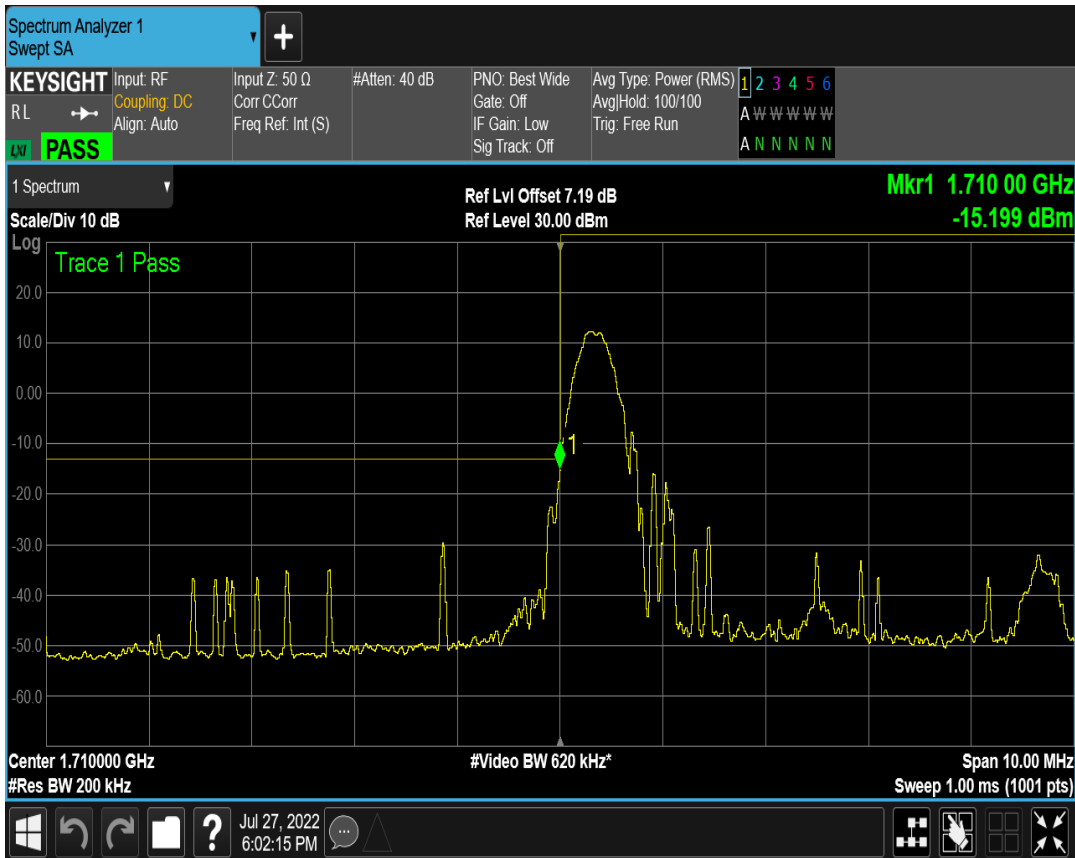 Spectrum Analyzer 1
Swept SA
KEYSIGHT
R L
LXI PASS
Input: RF
Coupling: DC
Align: Auto
Input Z: 50 Ω
Corr CCorr
Freq Ref: Int (S)
#Atten: 40 dB
PNO: Best Wide
Gate: Off
IF Gain: Low
Sig Track: Off
Avg Type: Power (RMS)
Avg|Hold: 100/100
Trig: Free Run
1 2 3 4 5 6
A W W W W W
A N N N N N
1 Spectrum
Scale/Div 10 dB
Ref Lvl Offset 7.19 dB
Ref Level 30.00 dBm
Mkr1 1.710 00 GHz
-15.199 dBm
Log
Trace 1 Pass
20.0
10.0
0.00
-10.0
-20.0
-30.0
-40.0
-50.0
-60.0
1
Center 1.710000 GHz
#Res BW 200 kHz
#Video BW 620 kHz*
Span 10.00 MHz
Sweep 1.00 ms (1001 pts)
?
Jul 27, 2022
6:02:15 PM